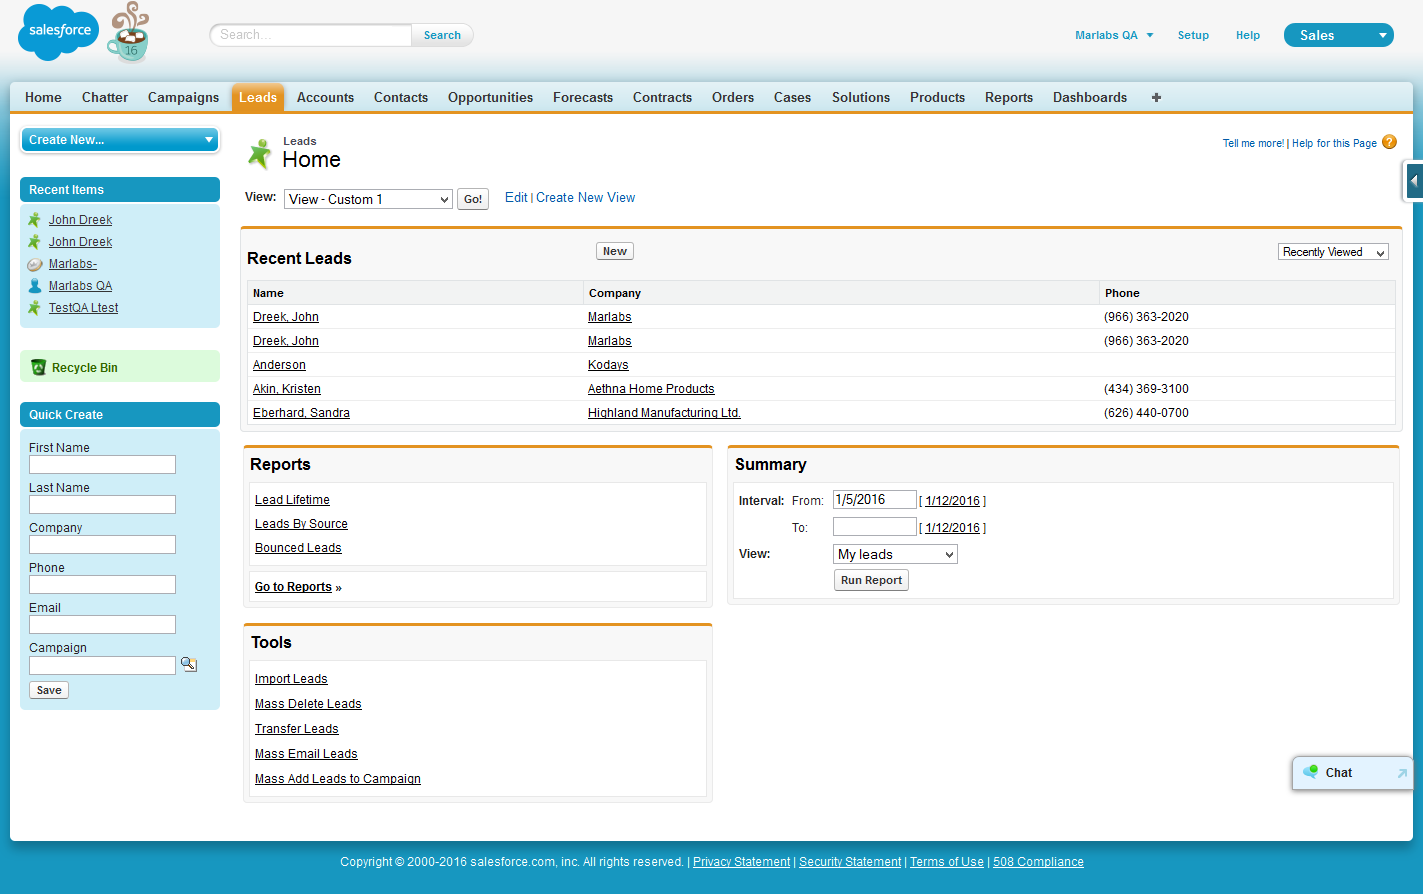 salesforce
16
Search...
Search
Marlabs QA
Setup
Help
Sales
Home
Chatter
Campaigns
Leads
Accounts
Contacts
Opportunities
Forecasts
Contracts
Orders
Cases
Solutions
Products
Reports
Dashboards
+
Create New...
Recent Items
John Dreek
John Dreek
Marlabs-
Marlabs QA
TestQA Ltest
Recycle Bin
Quick Create
First Name
Last Name
Company
Phone
Email
Campaign
Save
Leads
Home
Tell me more! | Help for this Page ?
View: View - Custom 1 Go! Edit | Create New View
Recent Leads
New
Recently Viewed
Name Company Phone
Dreek, John Marlabs (966) 363-2020
Dreek, John Marlabs (966) 363-2020
Anderson Kodays
Akin, Kristen Aethna Home Products (434) 369-3100
Eberhard, Sandra Highland Manufacturing Ltd. (626) 440-0700
Reports
Lead Lifetime
Leads By Source
Bounced Leads
Go to Reports »
Summary
Interval: From: 1/5/2016 [ 1/12/2016 ]
To: [ 1/12/2016 ]
View: My leads
Run Report
Tools
Import Leads
Mass Delete Leads
Transfer Leads
Mass Email Leads
Mass Add Leads to Campaign
Chat
Copyright © 2000-2016 salesforce.com, inc. All rights reserved. | Privacy Statement | Security Statement | Terms of Use | 508 Compliance